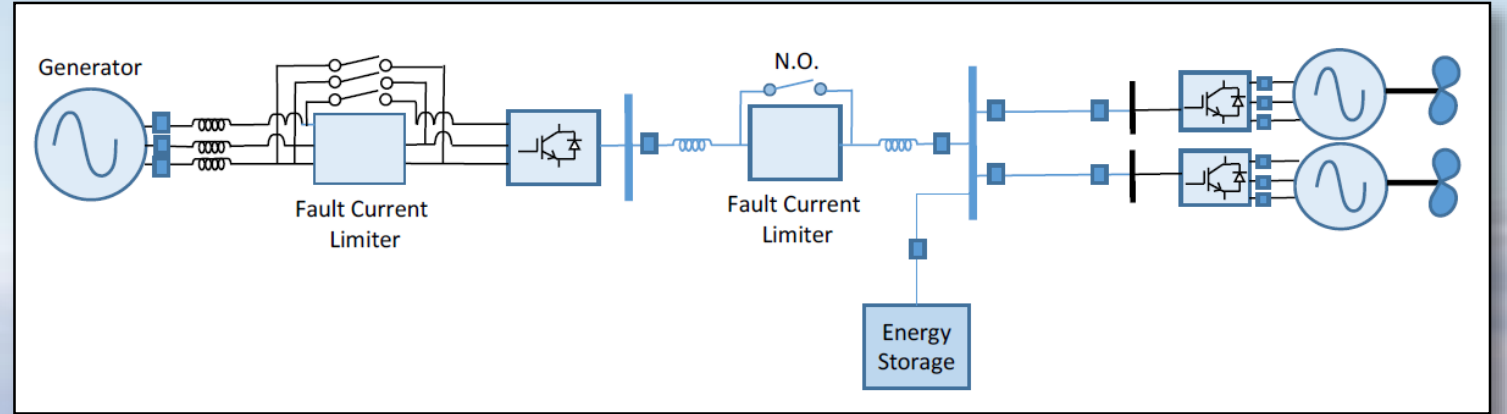 Generator
N.O.
Fault Current
Limiter
Fault Current
Limiter
Energy
Storage